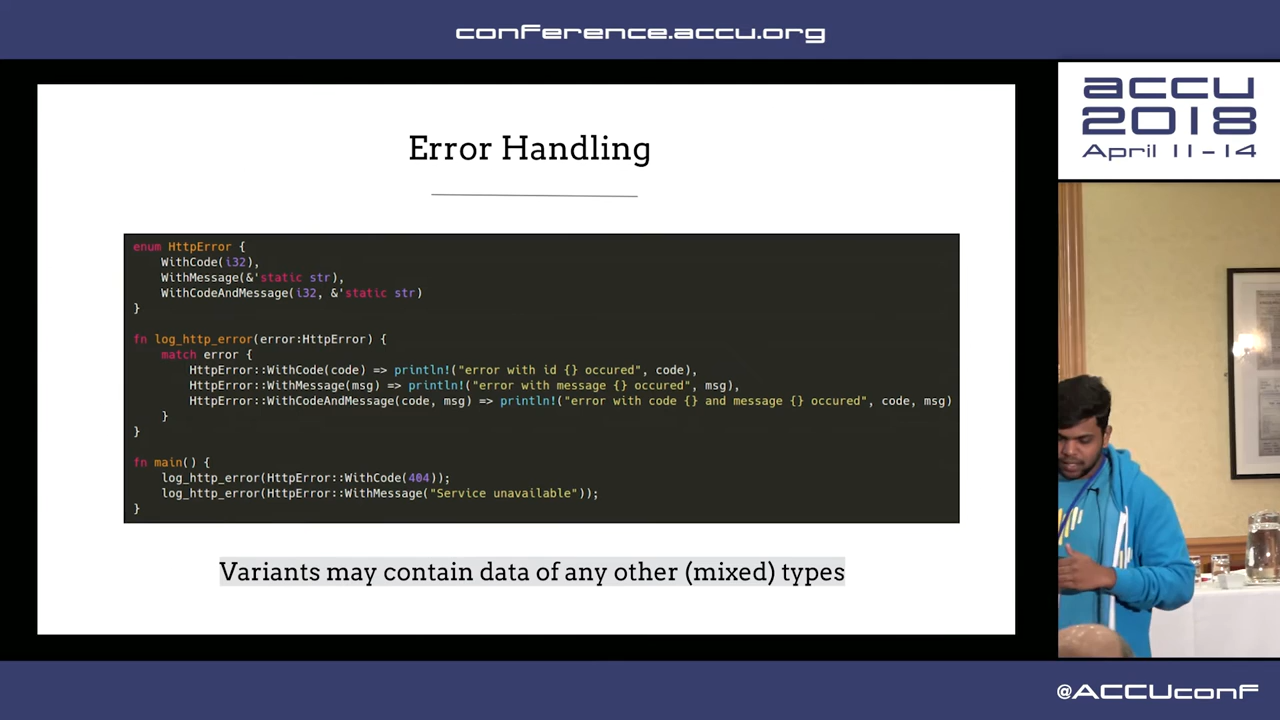 conference.accu.org
accu
2018
April 11-14
Error Handling
enum HttpError {
    WithCode(i32),
    WithMessage(&'static str),
    WithCodeAndMessage(i32, &'static str)
}
fn log_http_error(error:HttpError) {
    match error {
        HttpError::WithCode(code) => println!("error with id {} occured", code),
        HttpError::WithMessage(msg) => println!("error with message {} occured", msg),
        HttpError::WithCodeAndMessage(code, msg) => println!("error with code {} and message {} occured", code, msg)
    }
}
fn main() {
    log_http_error(HttpError::WithCode(404));
    log_http_error(HttpError::WithMessage("Service unavailable"));
}
Variants may contain data of any other (mixed) types
@ACCUconf